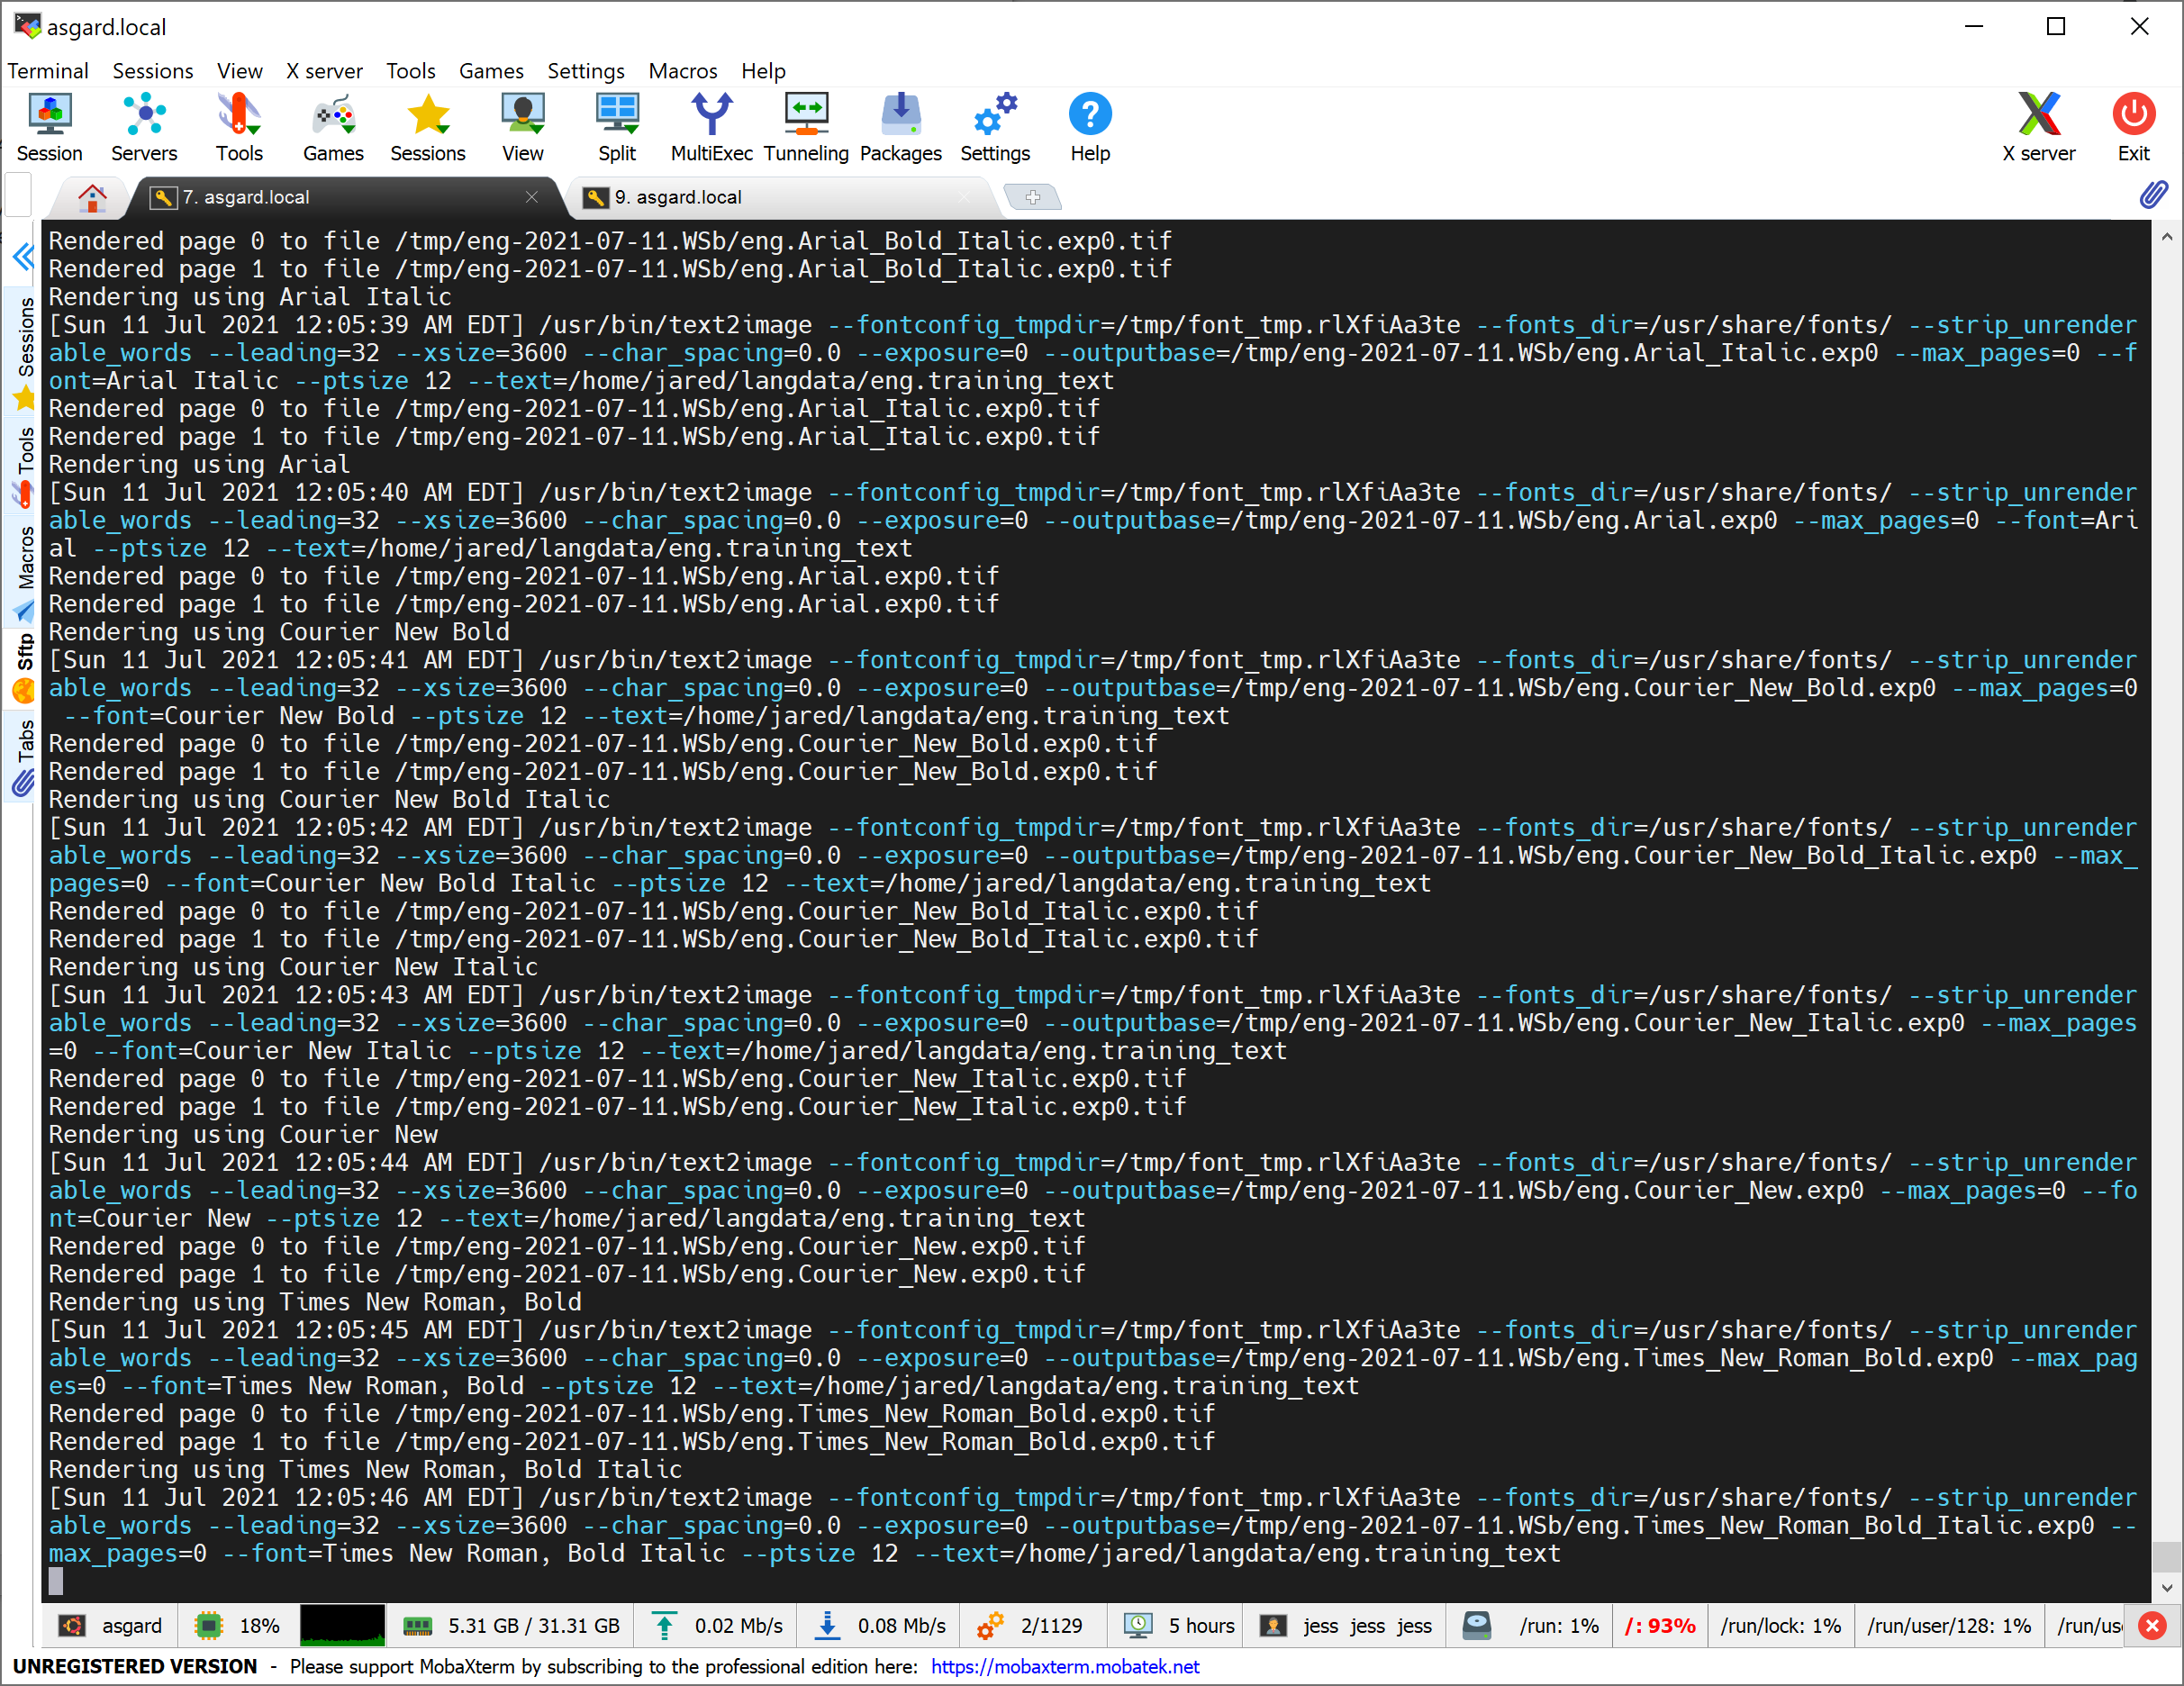 asgard.local
Terminal Sessions View X server Tools Games Settings Macros Help
Session Servers Tools Games Sessions View Split MultiExec Tunneling Packages Settings Help X server Exit
7. asgard.local 9. asgard.local
Sessions
Tools
Macros
Sftp
Tabs
Rendered page 0 to file /tmp/eng-2021-07-11.WSb/eng.Arial_Bold_Italic.exp0.tif
Rendered page 1 to file /tmp/eng-2021-07-11.WSb/eng.Arial_Bold_Italic.exp0.tif
Rendering using Arial Italic
[Sun 11 Jul 2021 12:05:39 AM EDT] /usr/bin/text2image --fontconfig_tmpdir=/tmp/font_tmp.rlXfiAa3te --fonts_dir=/usr/share/fonts/ --strip_unrender
able_words --leading=32 --xsize=3600 --char_spacing=0.0 --exposure=0 --outputbase=/tmp/eng-2021-07-11.WSb/eng.Arial_Italic.exp0 --max_pages=0 --f
ont=Arial Italic --ptsize 12 --text=/home/jared/langdata/eng.training_text
Rendered page 0 to file /tmp/eng-2021-07-11.WSb/eng.Arial_Italic.exp0.tif
Rendered page 1 to file /tmp/eng-2021-07-11.WSb/eng.Arial_Italic.exp0.tif
Rendering using Arial
[Sun 11 Jul 2021 12:05:40 AM EDT] /usr/bin/text2image --fontconfig_tmpdir=/tmp/font_tmp.rlXfiAa3te --fonts_dir=/usr/share/fonts/ --strip_unrender
able_words --leading=32 --xsize=3600 --char_spacing=0.0 --exposure=0 --outputbase=/tmp/eng-2021-07-11.WSb/eng.Arial.exp0 --max_pages=0 --font=Ari
al --ptsize 12 --text=/home/jared/langdata/eng.training_text
Rendered page 0 to file /tmp/eng-2021-07-11.WSb/eng.Arial.exp0.tif
Rendered page 1 to file /tmp/eng-2021-07-11.WSb/eng.Arial.exp0.tif
Rendering using Courier New Bold
[Sun 11 Jul 2021 12:05:41 AM EDT] /usr/bin/text2image --fontconfig_tmpdir=/tmp/font_tmp.rlXfiAa3te --fonts_dir=/usr/share/fonts/ --strip_unrender
able_words --leading=32 --xsize=3600 --char_spacing=0.0 --exposure=0 --outputbase=/tmp/eng-2021-07-11.WSb/eng.Courier_New_Bold.exp0 --max_pages=0
 --font=Courier New Bold --ptsize 12 --text=/home/jared/langdata/eng.training_text
Rendered page 0 to file /tmp/eng-2021-07-11.WSb/eng.Courier_New_Bold.exp0.tif
Rendered page 1 to file /tmp/eng-2021-07-11.WSb/eng.Courier_New_Bold.exp0.tif
Rendering using Courier New Bold Italic
[Sun 11 Jul 2021 12:05:42 AM EDT] /usr/bin/text2image --fontconfig_tmpdir=/tmp/font_tmp.rlXfiAa3te --fonts_dir=/usr/share/fonts/ --strip_unrender
able_words --leading=32 --xsize=3600 --char_spacing=0.0 --exposure=0 --outputbase=/tmp/eng-2021-07-11.WSb/eng.Courier_New_Bold_Italic.exp0 --max_
pages=0 --font=Courier New Bold Italic --ptsize 12 --text=/home/jared/langdata/eng.training_text
Rendered page 0 to file /tmp/eng-2021-07-11.WSb/eng.Courier_New_Bold_Italic.exp0.tif
Rendered page 1 to file /tmp/eng-2021-07-11.WSb/eng.Courier_New_Bold_Italic.exp0.tif
Rendering using Courier New Italic
[Sun 11 Jul 2021 12:05:43 AM EDT] /usr/bin/text2image --fontconfig_tmpdir=/tmp/font_tmp.rlXfiAa3te --fonts_dir=/usr/share/fonts/ --strip_unrender
able_words --leading=32 --xsize=3600 --char_spacing=0.0 --exposure=0 --outputbase=/tmp/eng-2021-07-11.WSb/eng.Courier_New_Italic.exp0 --max_pages
=0 --font=Courier New Italic --ptsize 12 --text=/home/jared/langdata/eng.training_text
Rendered page 0 to file /tmp/eng-2021-07-11.WSb/eng.Courier_New_Italic.exp0.tif
Rendered page 1 to file /tmp/eng-2021-07-11.WSb/eng.Courier_New_Italic.exp0.tif
Rendering using Courier New
[Sun 11 Jul 2021 12:05:44 AM EDT] /usr/bin/text2image --fontconfig_tmpdir=/tmp/font_tmp.rlXfiAa3te --fonts_dir=/usr/share/fonts/ --strip_unrender
able_words --leading=32 --xsize=3600 --char_spacing=0.0 --exposure=0 --outputbase=/tmp/eng-2021-07-11.WSb/eng.Courier_New.exp0 --max_pages=0 --fo
nt=Courier New --ptsize 12 --text=/home/jared/langdata/eng.training_text
Rendered page 0 to file /tmp/eng-2021-07-11.WSb/eng.Courier_New.exp0.tif
Rendered page 1 to file /tmp/eng-2021-07-11.WSb/eng.Courier_New.exp0.tif
Rendering using Times New Roman, Bold
[Sun 11 Jul 2021 12:05:45 AM EDT] /usr/bin/text2image --fontconfig_tmpdir=/tmp/font_tmp.rlXfiAa3te --fonts_dir=/usr/share/fonts/ --strip_unrender
able_words --leading=32 --xsize=3600 --char_spacing=0.0 --exposure=0 --outputbase=/tmp/eng-2021-07-11.WSb/eng.Times_New_Roman_Bold.exp0 --max_pag
es=0 --font=Times New Roman, Bold --ptsize 12 --text=/home/jared/langdata/eng.training_text
Rendered page 0 to file /tmp/eng-2021-07-11.WSb/eng.Times_New_Roman_Bold.exp0.tif
Rendered page 1 to file /tmp/eng-2021-07-11.WSb/eng.Times_New_Roman_Bold.exp0.tif
Rendering using Times New Roman, Bold Italic
[Sun 11 Jul 2021 12:05:46 AM EDT] /usr/bin/text2image --fontconfig_tmpdir=/tmp/font_tmp.rlXfiAa3te --fonts_dir=/usr/share/fonts/ --strip_unrender
able_words --leading=32 --xsize=3600 --char_spacing=0.0 --exposure=0 --outputbase=/tmp/eng-2021-07-11.WSb/eng.Times_New_Roman_Bold_Italic.exp0 --
max_pages=0 --font=Times New Roman, Bold Italic --ptsize 12 --text=/home/jared/langdata/eng.training_text
asgard 18% 5.31 GB / 31.31 GB 0.02 Mb/s 0.08 Mb/s 2/1129 5 hours jess jess jess /run: 1% /: 93% /run/lock: 1% /run/user/128: 1% /run/us
UNREGISTERED VERSION - Please support MobaXterm by subscribing to the professional edition here: https://mobaxterm.mobatek.net